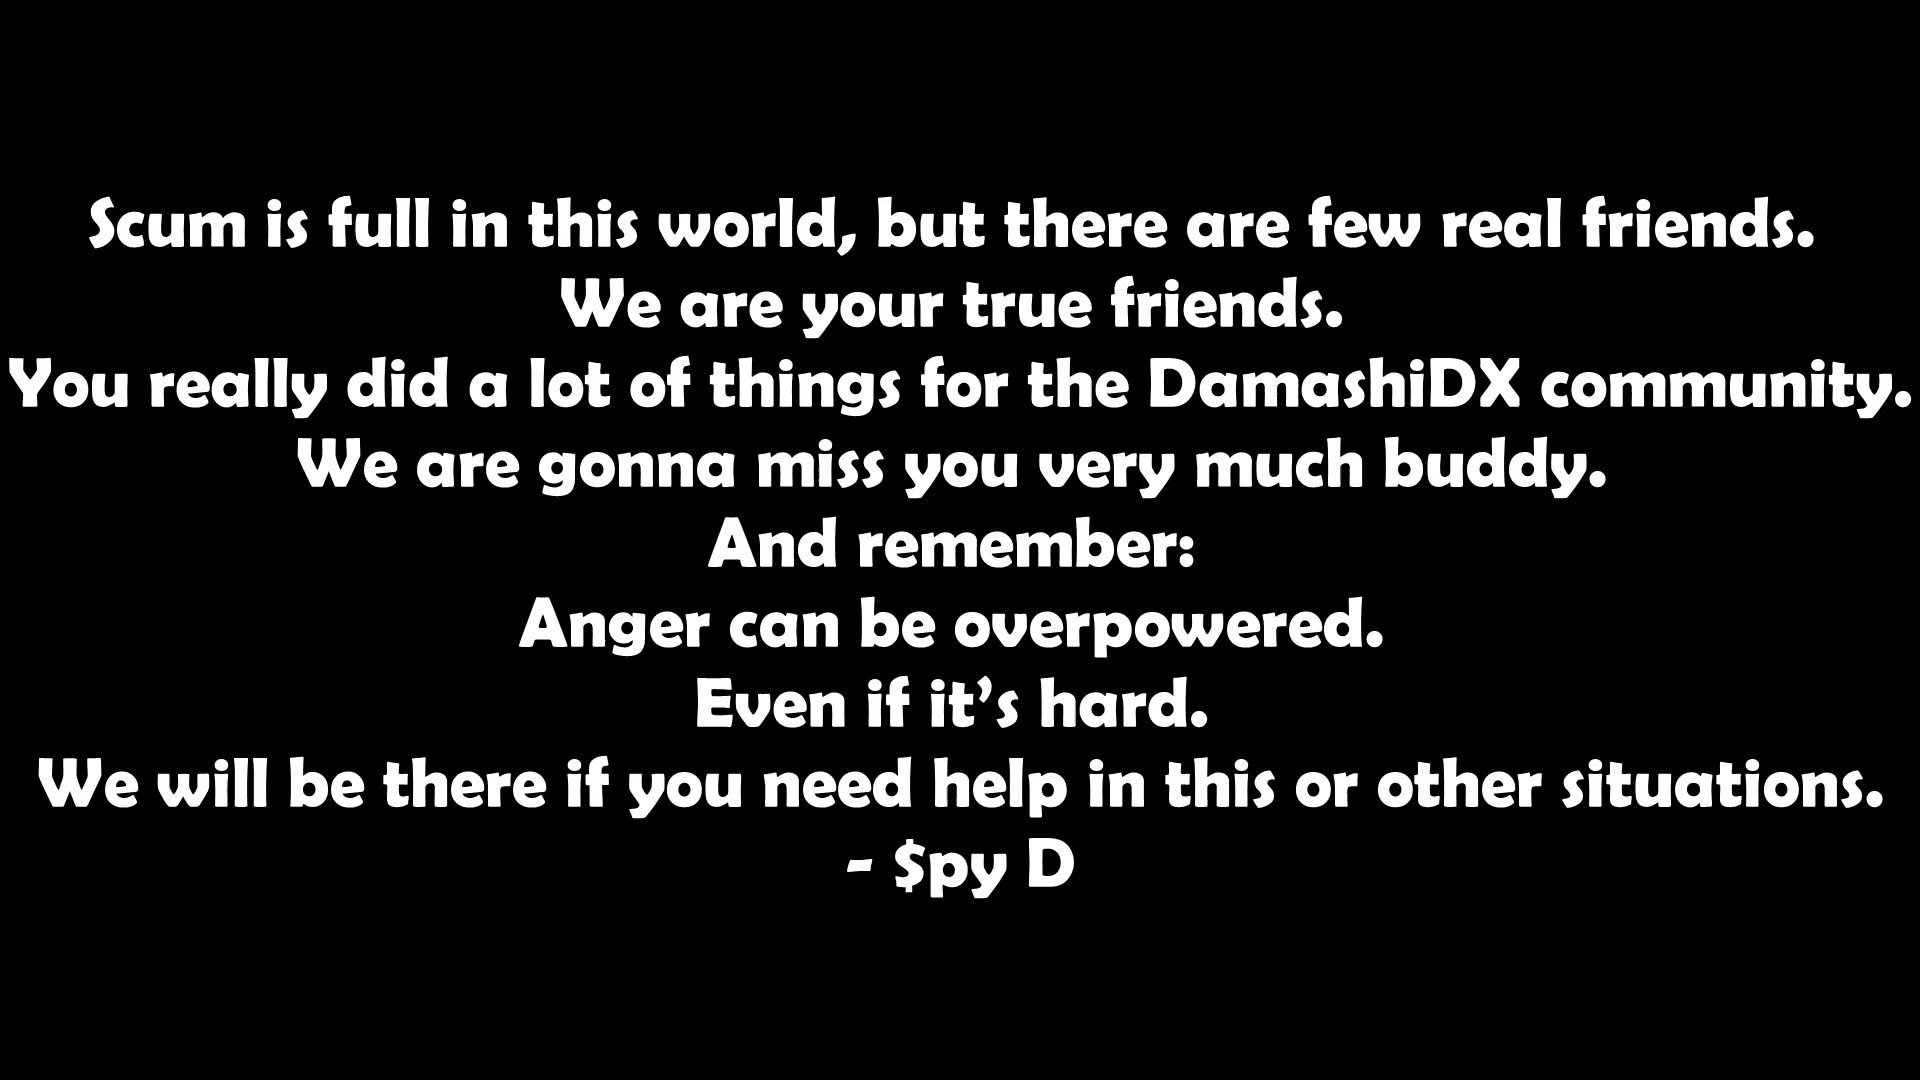 Scum is full in this world, but there are few real friends.
We are your true friends.
You really did a lot of things for the DamashiDX community.
We are gonna miss you very much buddy.
And remember:
Anger can be overpowered.
Even if it’s hard.
We will be there if you need help in this or other situations.
- $py D